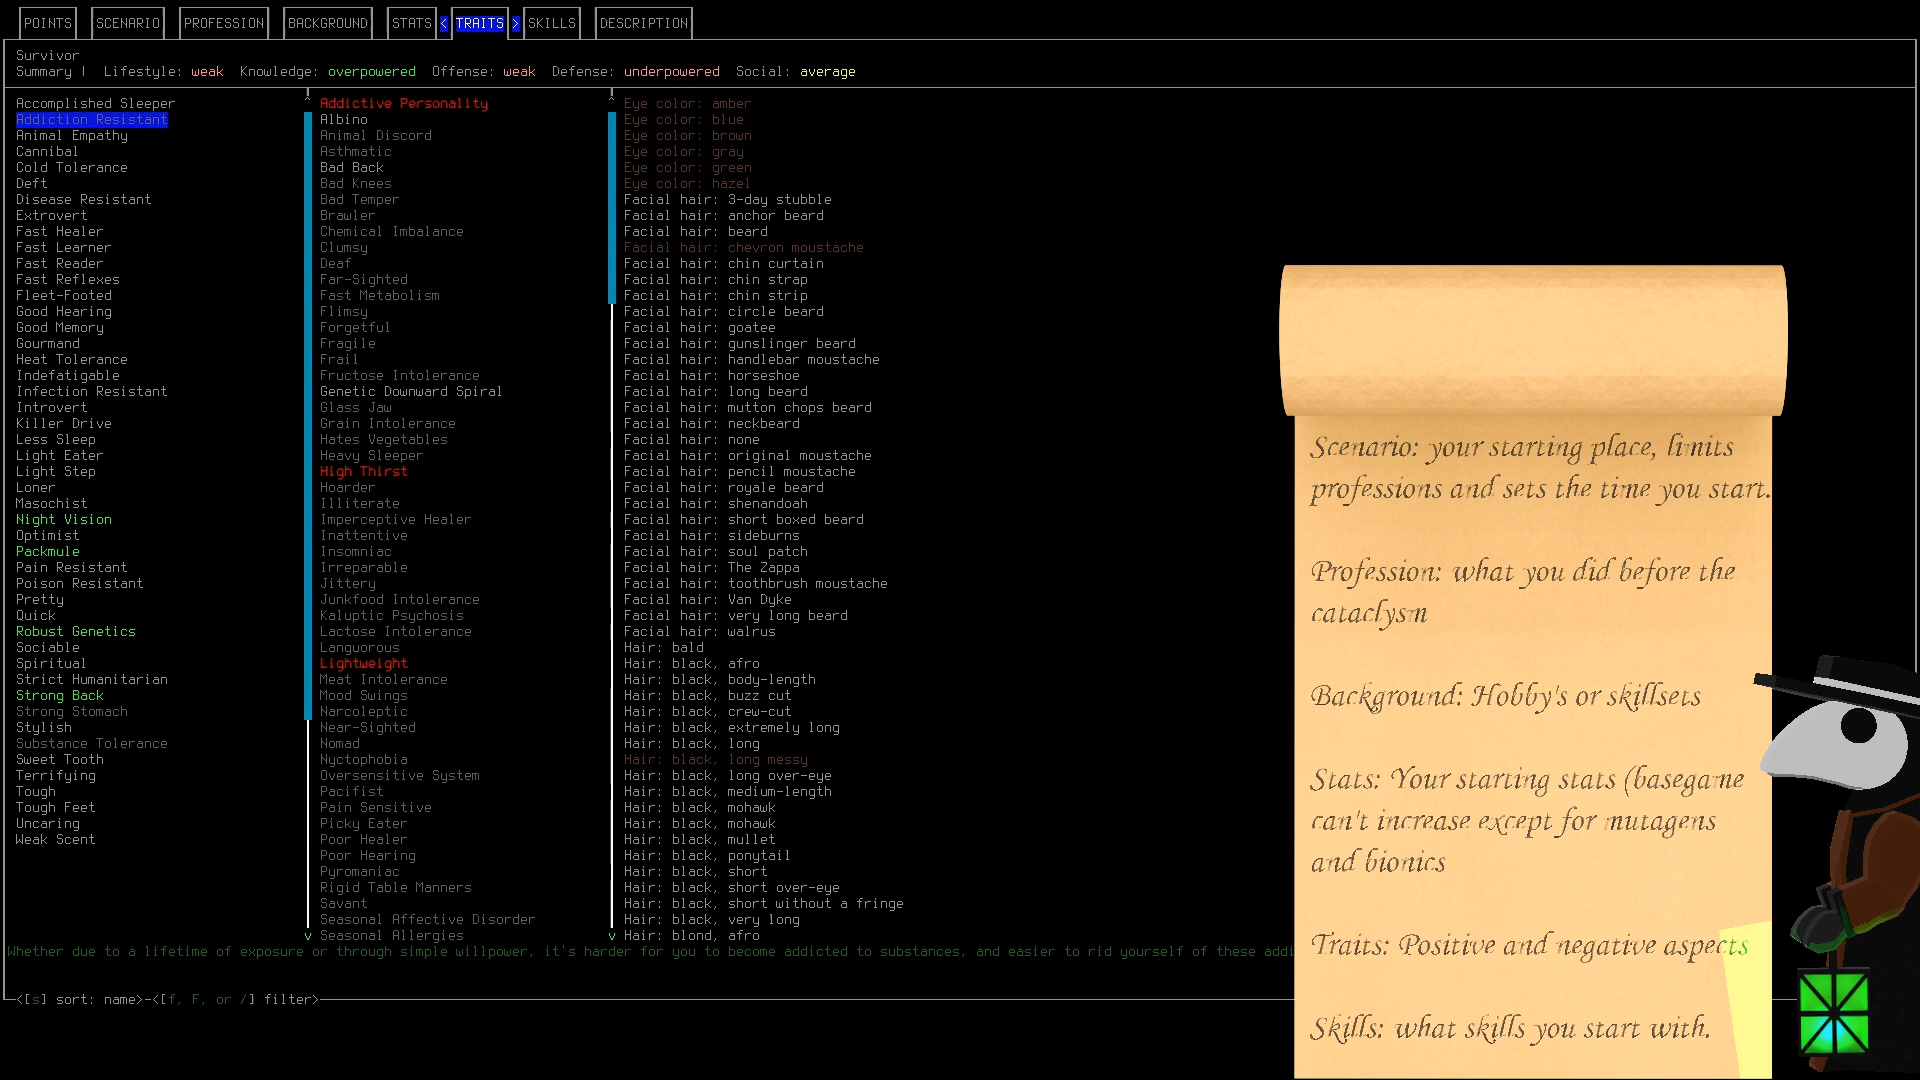 POINTS SCENARIO PROFESSION BACKGROUND STATS < TRAITS > SKILLS DESCRIPTION
Survivor
Summary | Lifestyle: weak Knowledge: overpowered Offense: weak Defense: underpowered Social: average
Accomplished Sleeper
Addiction Resistant
Animal Empathy
Cannibal
Cold Tolerance
Deft
Disease Resistant
Extrovert
Fast Healer
Fast Learner
Fast Reader
Fast Reflexes
Fleet-Footed
Good Hearing
Good Memory
Gourmand
Heat Tolerance
Indefatigable
Infection Resistant
Introvert
Killer Drive
Less Sleep
Light Eater
Light Step
Loner
Masochist
Night Vision
Optimist
Packmule
Pain Resistant
Poison Resistant
Pretty
Quick
Robust Genetics
Sociable
Spiritual
Strict Humanitarian
Strong Back
Strong Stomach
Stylish
Substance Tolerance
Sweet Tooth
Terrifying
Tough
Tough Feet
Uncaring
Weak Scent
Addictive Personality
Albino
Animal Discord
Asthmatic
Bad Back
Bad Knees
Bad Temper
Brawler
Chemical Imbalance
Clumsy
Deaf
Far-Sighted
Fast Metabolism
Flimsy
Forgetful
Fragile
Frail
Fructose Intolerance
Genetic Downward Spiral
Glass Jaw
Grain Intolerance
Hates Vegetables
Heavy Sleeper
High Thirst
Hoarder
Illiterate
Imperceptive Healer
Inattentive
Insomniac
Irreparable
Jittery
Junkfood Intolerance
Kaluptic Psychosis
Lactose Intolerance
Languorous
Lightweight
Meat Intolerance
Mood Swings
Narcoleptic
Near-Sighted
Nomad
Nyctophobia
Oversensitive System
Pacifist
Pain Sensitive
Picky Eater
Poor Healer
Poor Hearing
Pyromaniac
Rigid Table Manners
Savant
Seasonal Affective Disorder
Seasonal Allergies
Eye color: amber
Eye color: blue
Eye color: brown
Eye color: gray
Eye color: green
Eye color: hazel
Facial hair: 3-day stubble
Facial hair: anchor beard
Facial hair: beard
Facial hair: chevron moustache
Facial hair: chin curtain
Facial hair: chin strap
Facial hair: chin strip
Facial hair: circle beard
Facial hair: goatee
Facial hair: gunslinger beard
Facial hair: handlebar moustache
Facial hair: horseshoe
Facial hair: long beard
Facial hair: mutton chops beard
Facial hair: neckbeard
Facial hair: none
Facial hair: original moustache
Facial hair: pencil moustache
Facial hair: royale beard
Facial hair: shenandoah
Facial hair: short boxed beard
Facial hair: sideburns
Facial hair: soul patch
Facial hair: The Zappa
Facial hair: toothbrush moustache
Facial hair: Van Dyke
Facial hair: very long beard
Facial hair: walrus
Hair: bald
Hair: black, afro
Hair: black, body-length
Hair: black, buzz cut
Hair: black, crew-cut
Hair: black, extremely long
Hair: black, long
Hair: black, long messy
Hair: black, long over-eye
Hair: black, medium-length
Hair: black, mohawk
Hair: black, mohawk
Hair: black, mullet
Hair: black, ponytail
Hair: black, short
Hair: black, short over-eye
Hair: black, short without a fringe
Hair: black, very long
Hair: blond, afro
Whether due to a lifetime of exposure or through simple willpower, it's harder for you to become addicted to substances, and easier to rid yourself of these addi
<[s] sort: name>-<[f, F, or /] filter>
Scenario: your starting place, limits
professions and sets the time you start.
Profession: what you did before the
cataclysm
Background: Hobby's or skillsets
Stats: Your starting stats (basegame
can't increase except for mutagens
and bionics
Traits: Positive and negative aspects
Skills: what skills you start with.